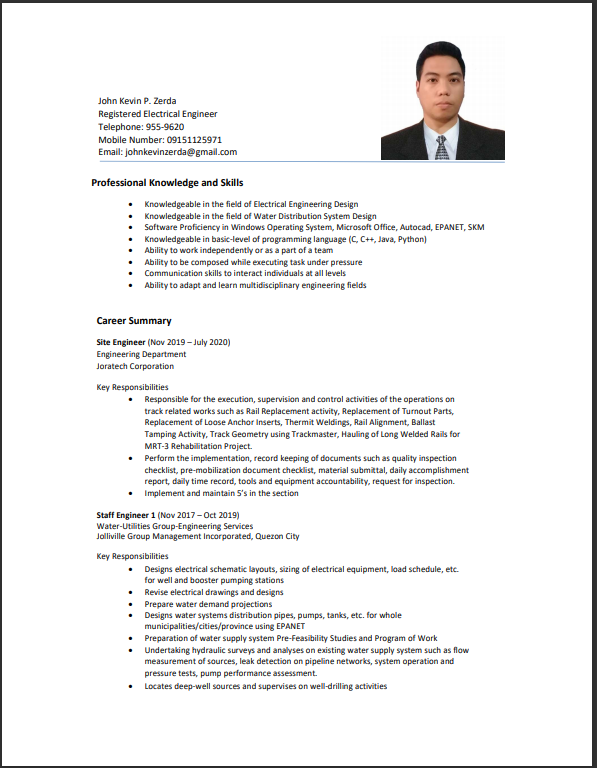 John Kevin P. Zerda
Registered Electrical Engineer
Telephone: 955-9620
Mobile Number: 09151125971
Email: johnkevinzerda@gmail.com
Professional Knowledge and Skills
• Knowledgeable in the field of Electrical Engineering Design
• Knowledgeable in the field of Water Distribution System Design
• Software Proficiency in Windows Operating System, Microsoft Office, Autocad, EPANET, SKM
• Knowledgeable in basic-level of programming language (C, C++, Java, Python)
• Ability to work independently or as a part of a team
• Ability to be composed while executing task under pressure
• Communication skills to interact individuals at all levels
• Ability to adapt and learn multidisciplinary engineering fields
Career Summary
Site Engineer (Nov 2019 – July 2020)
Engineering Department
Joratech Corporation
Key Responsibilities
• Responsible for the execution, supervision and control activities of the operations on
track related works such as Rail Replacement activity, Replacement of Turnout Parts,
Replacement of Loose Anchor Inserts, Thermit Weldings, Rail Alignment, Ballast
Tamping Activity, Track Geometry using Trackmaster, Hauling of Long Welded Rails for
MRT-3 Rehabilitation Project.
• Perform the implementation, record keeping of documents such as quality inspection
checklist, pre-mobilization document checklist, material submittal, daily accomplishment
report, daily time record, tools and equipment accountability, request for inspection.
• Implement and maintain 5's in the section
Staff Engineer 1 (Nov 2017 – Oct 2019)
Water-Utilities Group-Engineering Services
Jolliville Group Management Incorporated, Quezon City
Key Responsibilities
• Designs electrical schematic layouts, sizing of electrical equipment, load schedule, etc.
for well and booster pumping stations
• Revise electrical drawings and designs
• Prepare water demand projections
• Designs water systems distribution pipes, pumps, tanks, etc. for whole
municipalities/cities/province using EPANET
• Preparation of water supply system Pre-Feasibility Studies and Program of Work
• Undertaking hydraulic surveys and analyses on existing water supply system such as flow
measurement of sources, leak detection on pipeline networks, system operation and
pressure tests, pump performance assessment.
• Locates deep-well sources and supervises on well-drilling activities